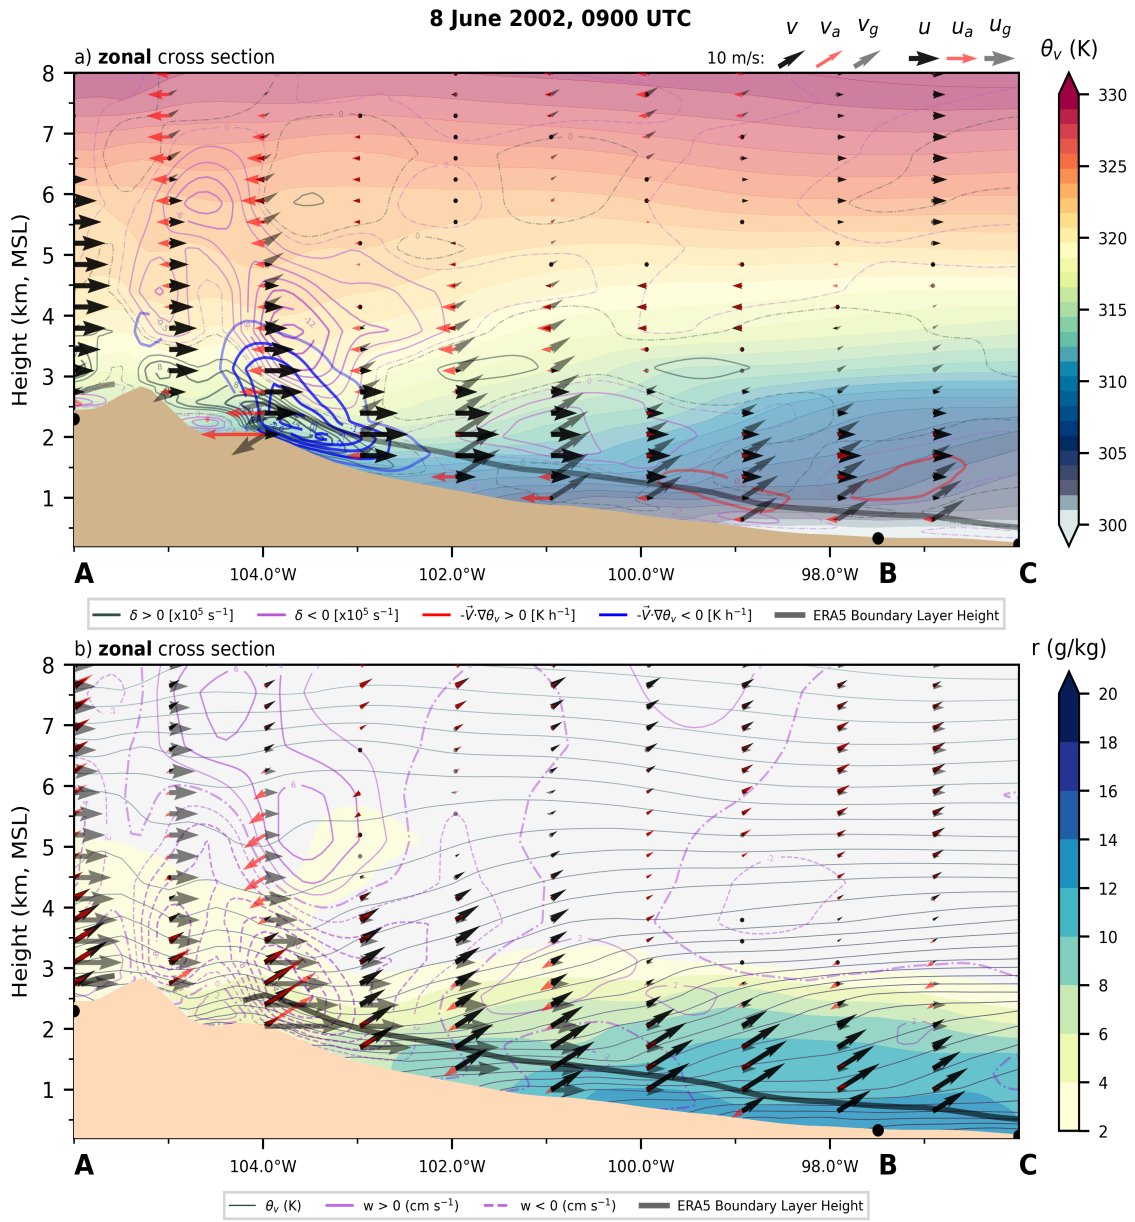 8 June 2002, 0900 UTC
v v_a v_g u u_a u_g
a) zonal cross section
10 m/s:
θ_v (K)
8
7
6
5
4
3
2
1
Height (km, MSL)
330
325
320
315
310
305
300
104.0°W 102.0°W 100.0°W 98.0°W
A B C
δ > 0 [x10⁵ s⁻¹] δ < 0 [x10⁵ s⁻¹] -V⃗·∇θ_v > 0 [K h⁻¹] -V⃗·∇θ_v < 0 [K h⁻¹] ERA5 Boundary Layer Height
b) zonal cross section
r (g/kg)
8
7
6
5
4
3
2
1
Height (km, MSL)
20
18
16
14
12
10
8
6
4
2
104.0°W 102.0°W 100.0°W 98.0°W
A B C
θ_v (K) w > 0 (cm s⁻¹) w < 0 (cm s⁻¹) ERA5 Boundary Layer Height